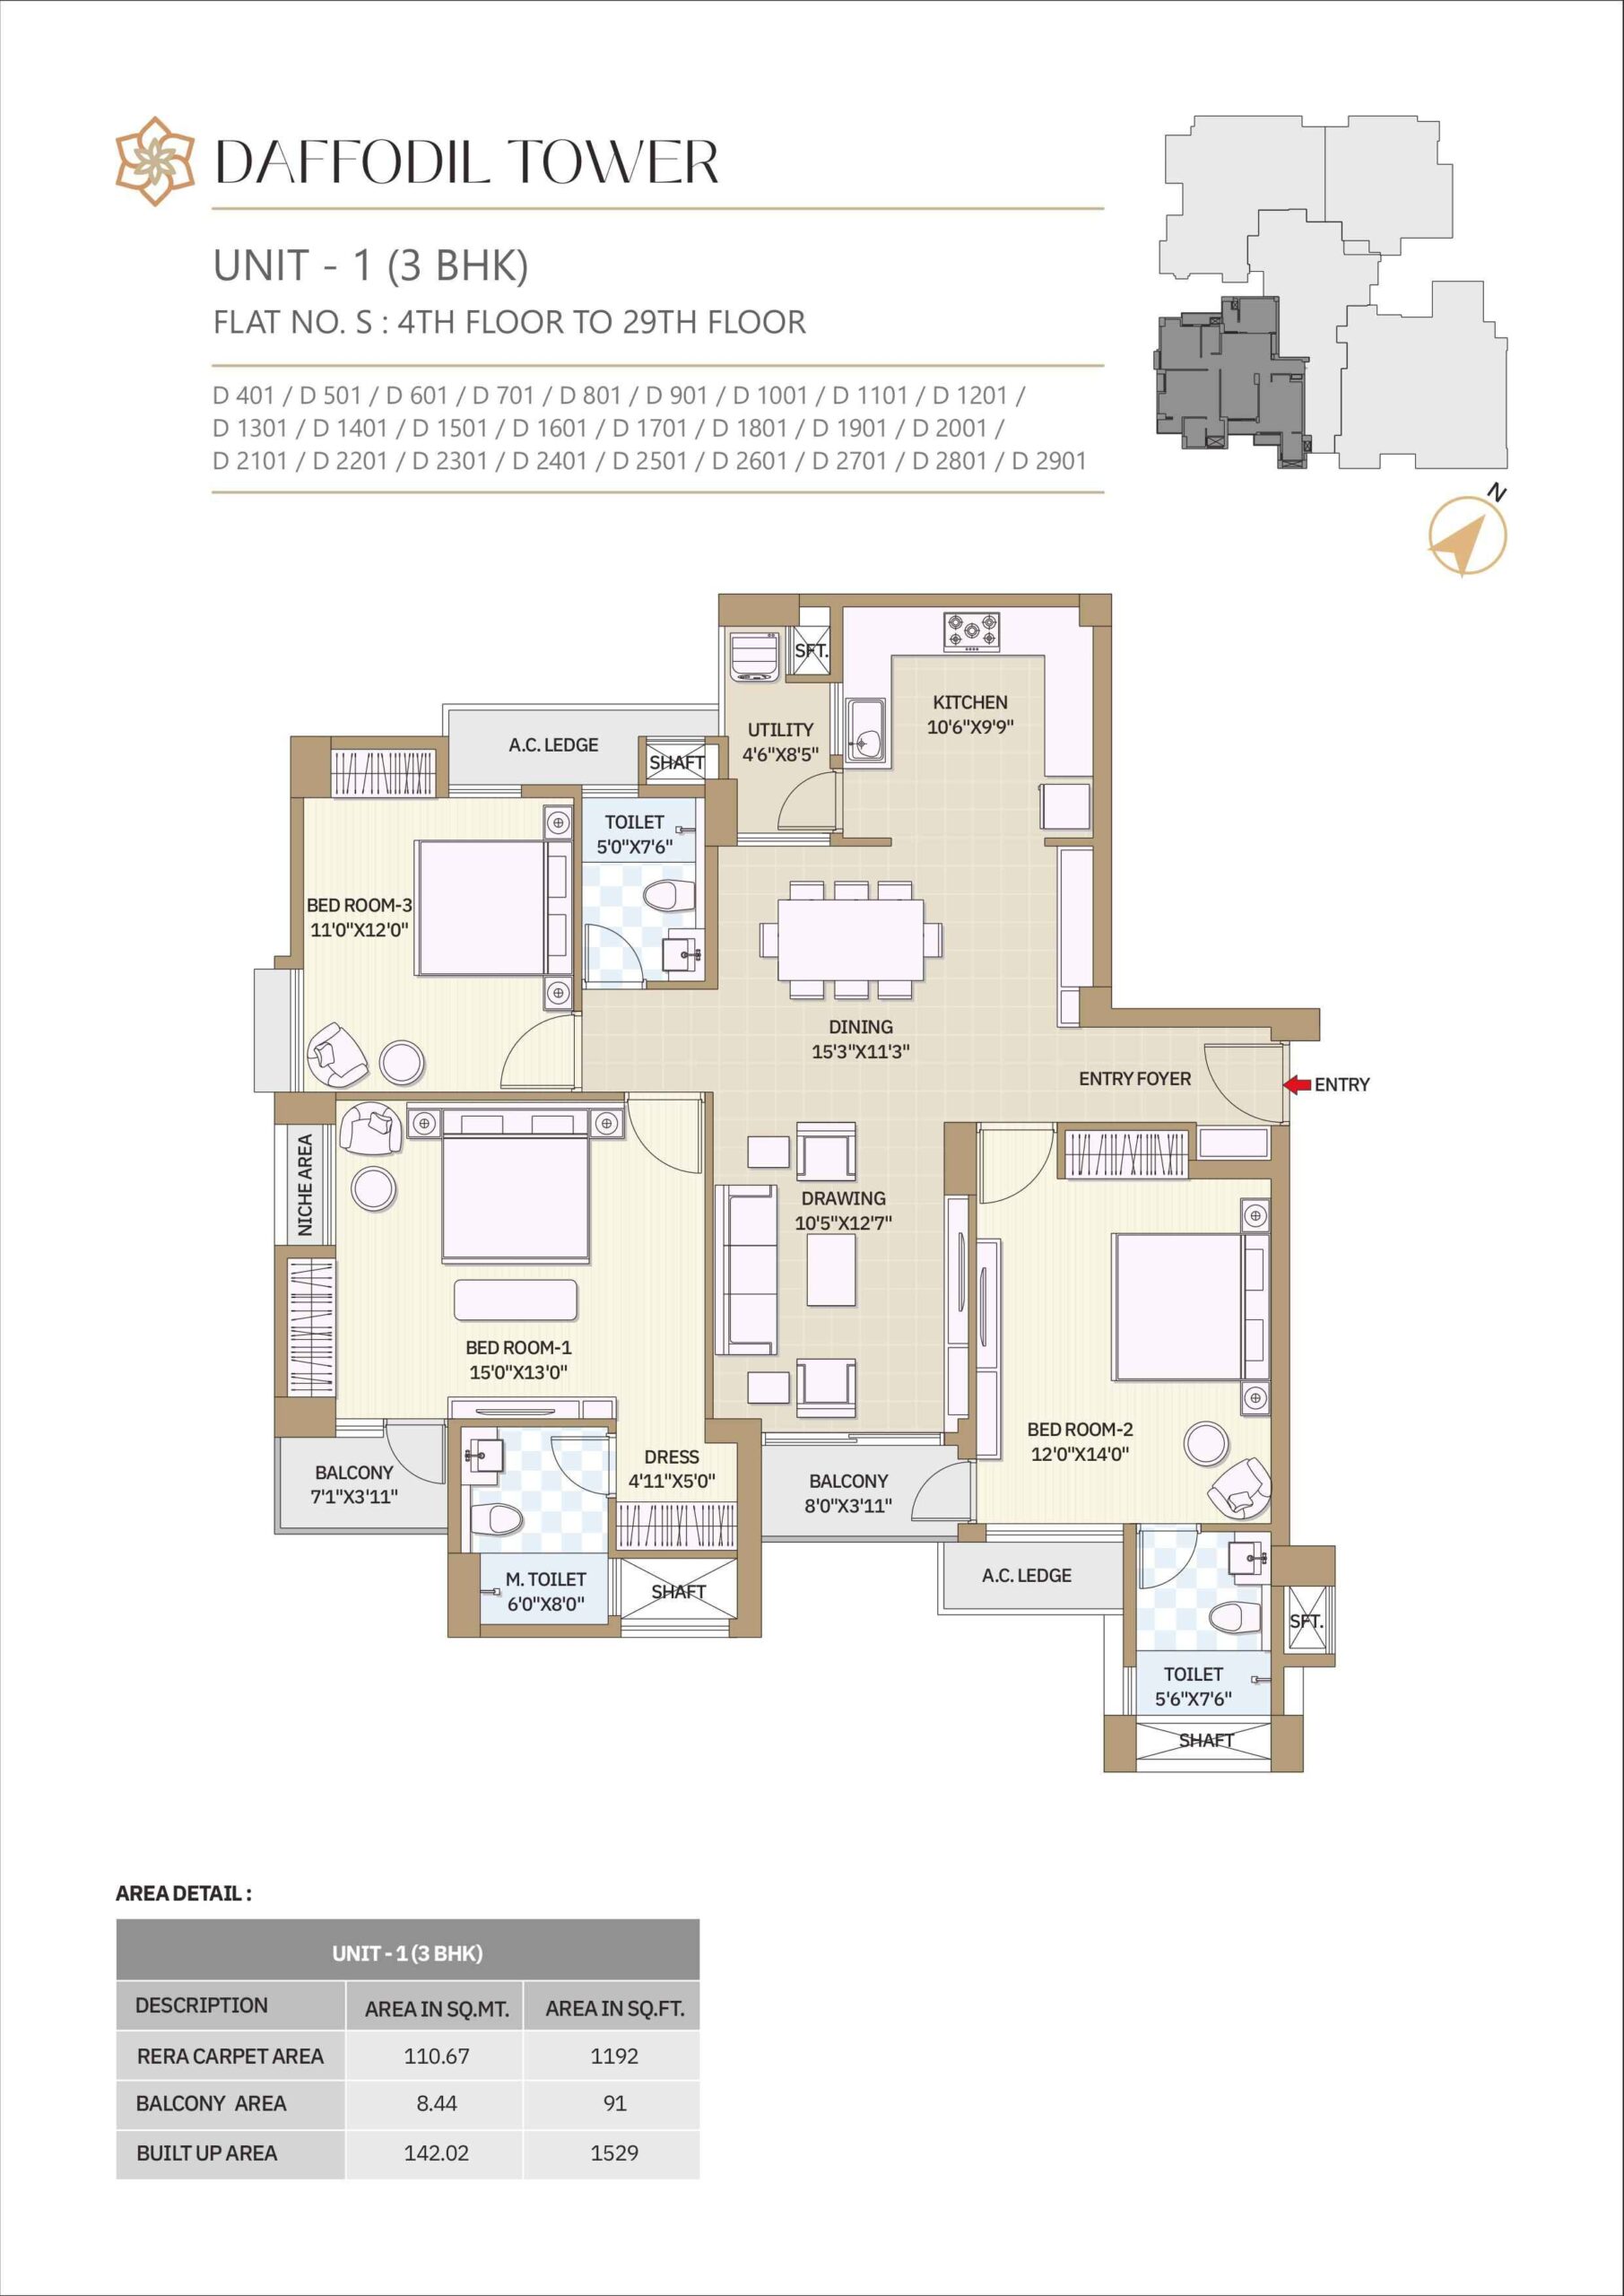 DAFFODIL TOWER
UNIT - 1 (3 BHK)
FLAT NO. S : 4TH FLOOR TO 29TH FLOOR
D 401 / D 501 / D 601 / D 701 / D 801 / D 901 / D 1001 / D 1101 / D 1201 /
D 1301 / D 1401 / D 1501 / D 1601 / D 1701 / D 1801 / D 1901 / D 2001 /
D 2101 / D 2201 / D 2301 / D 2401 / D 2501 / D 2601 / D 2701 / D 2801 / D 2901
N
SFT.
KITCHEN
10'6"X9'9"
UTILITY
4'6"X8'5"
A.C. LEDGE
SHAFT
TOILET
5'0"X7'6"
BED ROOM-3
11'0"X12'0"
DINING
15'3"X11'3"
ENTRY FOYER
ENTRY
NICHE AREA
DRAWING
10'5"X12'7"
BED ROOM-1
15'0"X13'0"
BED ROOM-2
12'0"X14'0"
DRESS
4'11"X5'0"
BALCONY
7'1"X3'11"
BALCONY
8'0"X3'11"
A.C. LEDGE
M. TOILET
6'0"X8'0"
SHAFT
SFT.
TOILET
5'6"X7'6"
SHAFT
AREA DETAIL :
UNIT - 1 (3 BHK)
DESCRIPTION AREA IN SQ.MT. AREA IN SQ.FT.
RERA CARPET AREA 110.67 1192
BALCONY AREA 8.44 91
BUILT UP AREA 142.02 1529